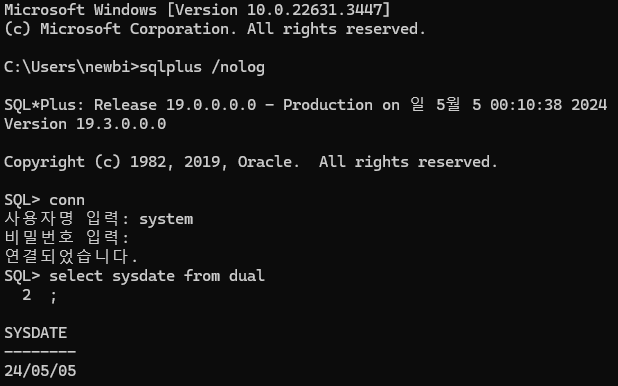 Microsoft Windows [Version 10.0.22631.3447]
(c) Microsoft Corporation. All rights reserved.
C:\Users\newbi>sqlplus /nolog
SQL*Plus: Release 19.0.0.0.0 - Production on 일 5월 5 00:10:38 2024
Version 19.3.0.0.0
Copyright (c) 1982, 2019, Oracle.  All rights reserved.
SQL> conn
사용자명 입력: system
비밀번호 입력:
연결되었습니다.
SQL> select sysdate from dual
  2  ;
SYSDATE
--------
24/05/05